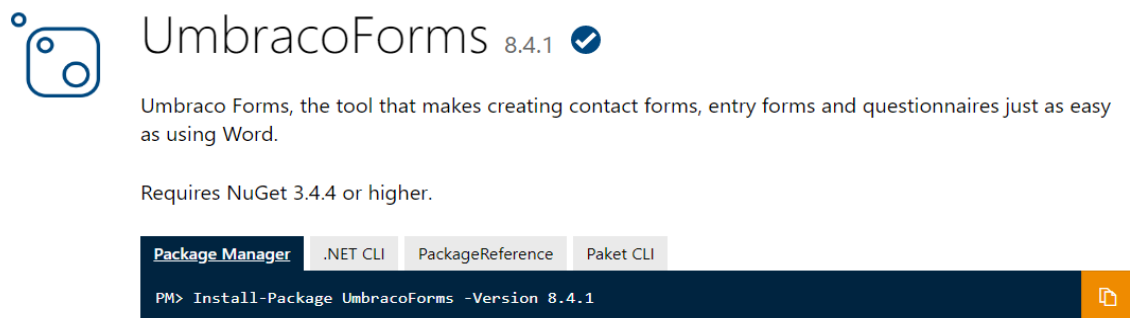 UmbracoForms 8.4.1
Umbraco Forms, the tool that makes creating contact forms, entry forms and questionnaires just as easy
as using Word.
Requires NuGet 3.4.4 or higher.
Package Manager .NET CLI PackageReference Paket CLI
PM> Install-Package UmbracoForms -Version 8.4.1